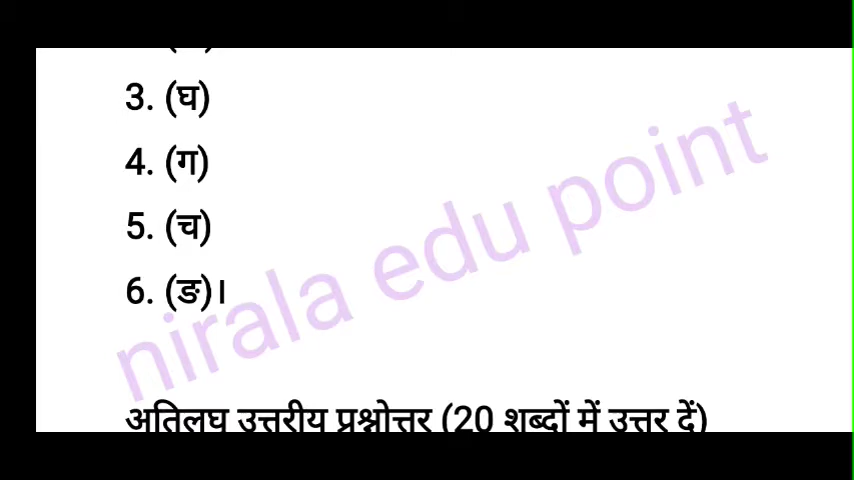 3. (घ)
4. (ग)
5. (च)
6. (ङ)।
nirala edu point
अतिलघु उत्तरीय प्रश्नोत्तर (20 शब्दों में उत्तर दें)